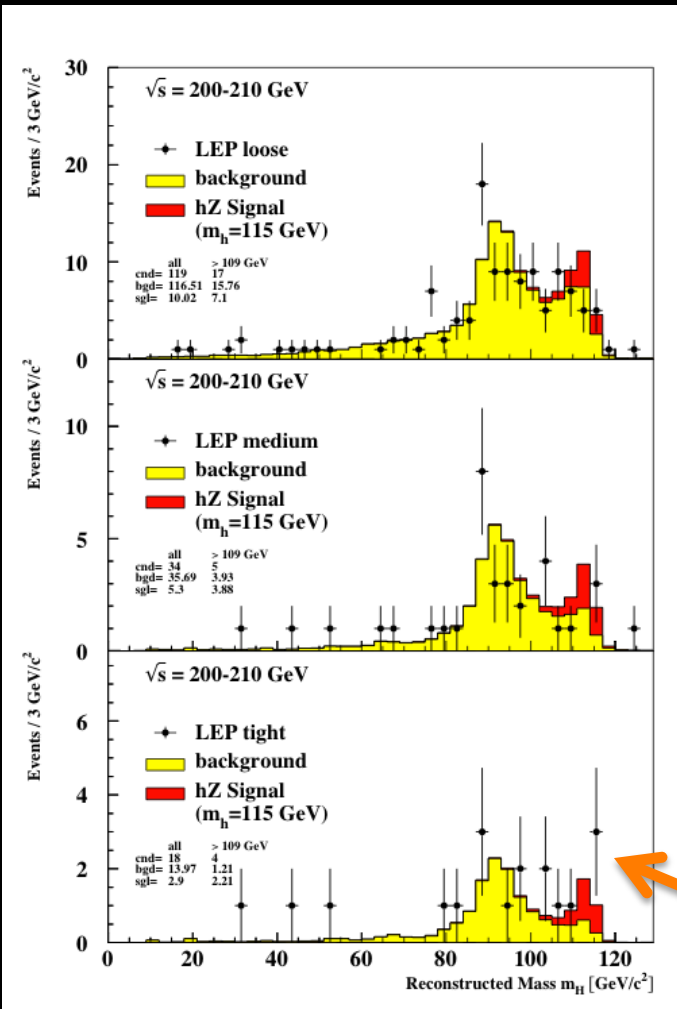 30
√s = 200-210 GeV
Events / 3 GeV/c²
LEP loose
20
background
hZ Signal
(mh=115 GeV)
all > 109 GeV
cnd= 119 17
bgd= 116.51 15.76
sgl= 10.02 7.1
10
0
√s = 200-210 GeV
Events / 3 GeV/c²
10
LEP medium
background
hZ Signal
(mh=115 GeV)
5
all > 109 GeV
cnd= 34 5
bgd= 35.69 3.93
sgl= 5.3 3.88
0
√s = 200-210 GeV
Events / 3 GeV/c²
6
LEP tight
background
hZ Signal
4
(mh=115 GeV)
all > 109 GeV
cnd= 18 4
bgd= 13.97 1.21
sgl= 2.9 2.21
2
0
0 20 40 60 80 100 120
Reconstructed Mass mH [GeV/c²]